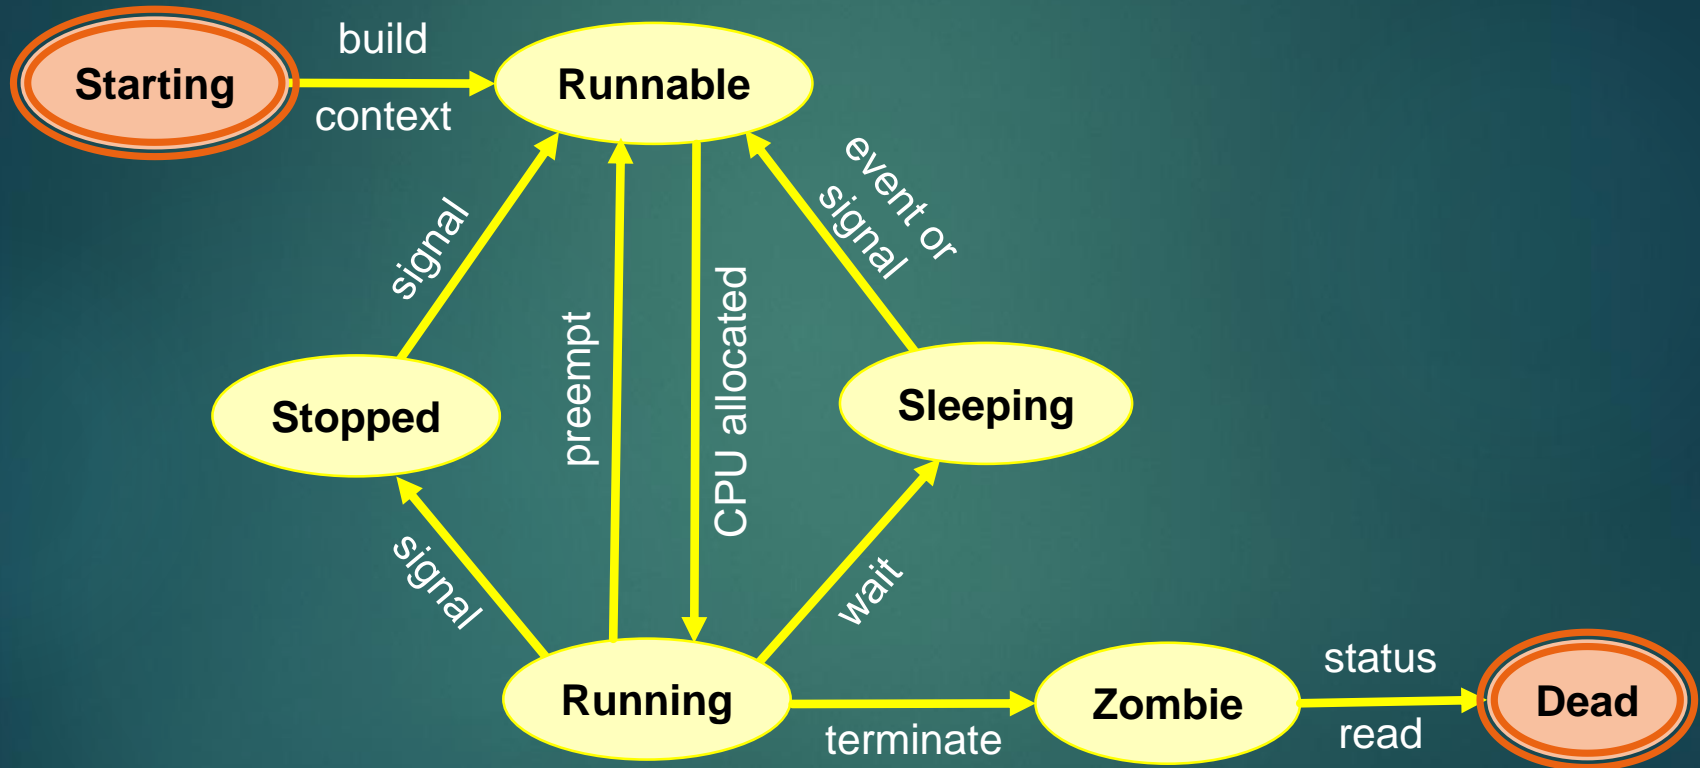 build
Starting
Runnable
context
event or
signal
signal
CPU allocated
preempt
Sleeping
Stopped
signal
wait
status
Running
Zombie
Dead
terminate
read